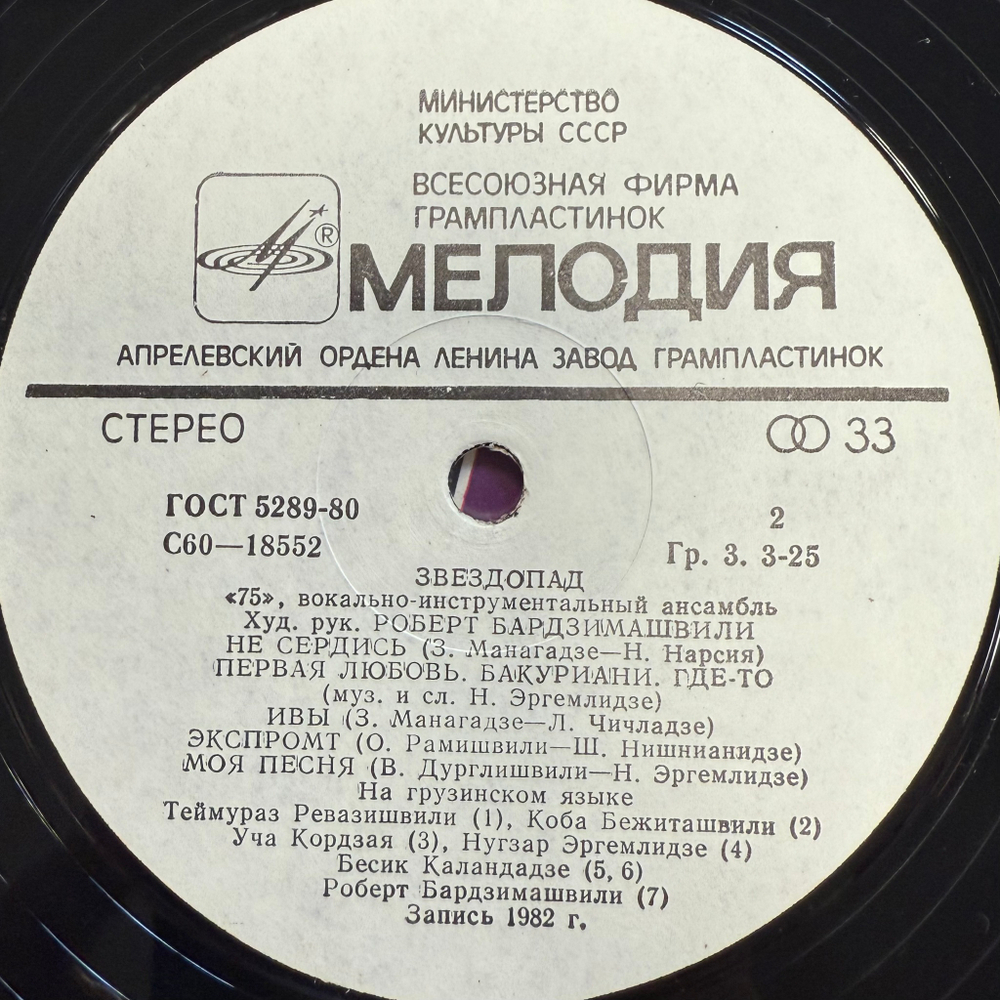 МИНИСТЕРСТВО
КУЛЬТУРЫ СССР
ВСЕСОЮЗНАЯ ФИРМА
ГРАМПЛАСТИНОК
®
МЕЛОДИЯ
АПРЕЛЕВСКИЙ ОРДЕНА ЛЕНИНА ЗАВОД ГРАМПЛАСТИНОК
СТЕРЕО
33
ГОСТ 5289-80
С60—18552
2
Гр. 3. 3-25
ЗВЕЗДОПАД
«75», вокально-инструментальный ансамбль
Худ. рук. РОБЕРТ БАРДЗИМАШВИЛИ
НЕ СЕРДИСЬ (З. Манагадзе—Н. Нарсия)
ПЕРВАЯ ЛЮБОВЬ. БАКУРИАНИ. ГДЕ-ТО
(муз. и сл. Н. Эргемлидзе)
ИВЫ (З. Манагадзе—Л. Чичладзе)
ЭКСПРОМТ (О. Рамишвили—Ш. Нишнианидзе)
МОЯ ПЕСНЯ (В. Дурглишвили—Н. Эргемлидзе)
На грузинском языке
Теймураз Ревазишвили (1), Коба Бежиташвили (2)
Уча Кордзая (3), Нугзар Эргемлидзе (4)
Бесик Каландадзе (5, 6)
Роберт Бардзимашвили (7)
Запись 1982 г.